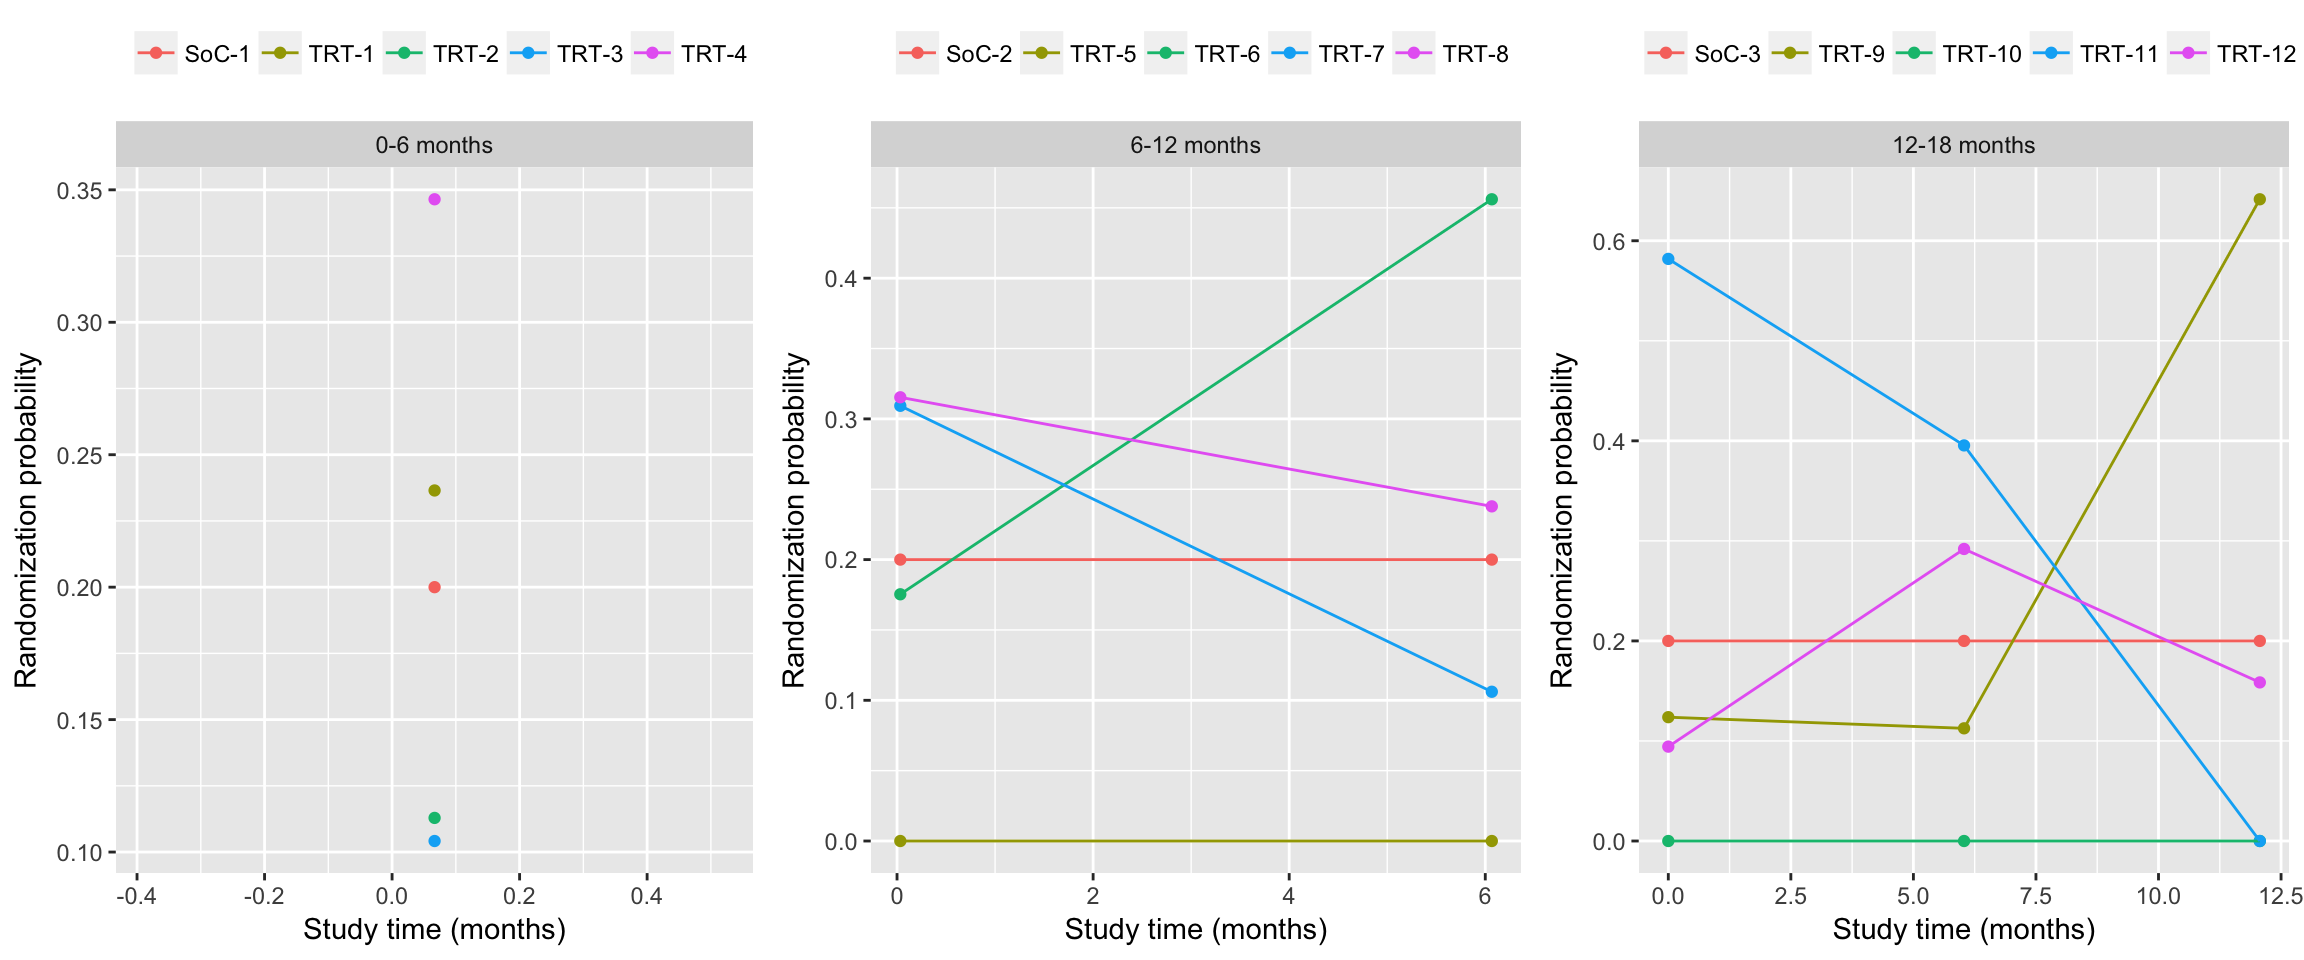 SoC-1 TRT-1 TRT-2 TRT-3 TRT-4
0-6 months
Randomization probability
0.35
0.30
0.25
0.20
0.15
0.10
-0.4 -0.2 0.0 0.2 0.4
Study time (months)
SoC-2 TRT-5 TRT-6 TRT-7 TRT-8
6-12 months
Randomization probability
0.4
0.3
0.2
0.1
0.0
0 2 4 6
Study time (months)
SoC-3 TRT-9 TRT-10 TRT-11 TRT-12
12-18 months
Randomization probability
0.6
0.4
0.2
0.0
0.0 2.5 5.0 7.5 10.0 12.5
Study time (months)